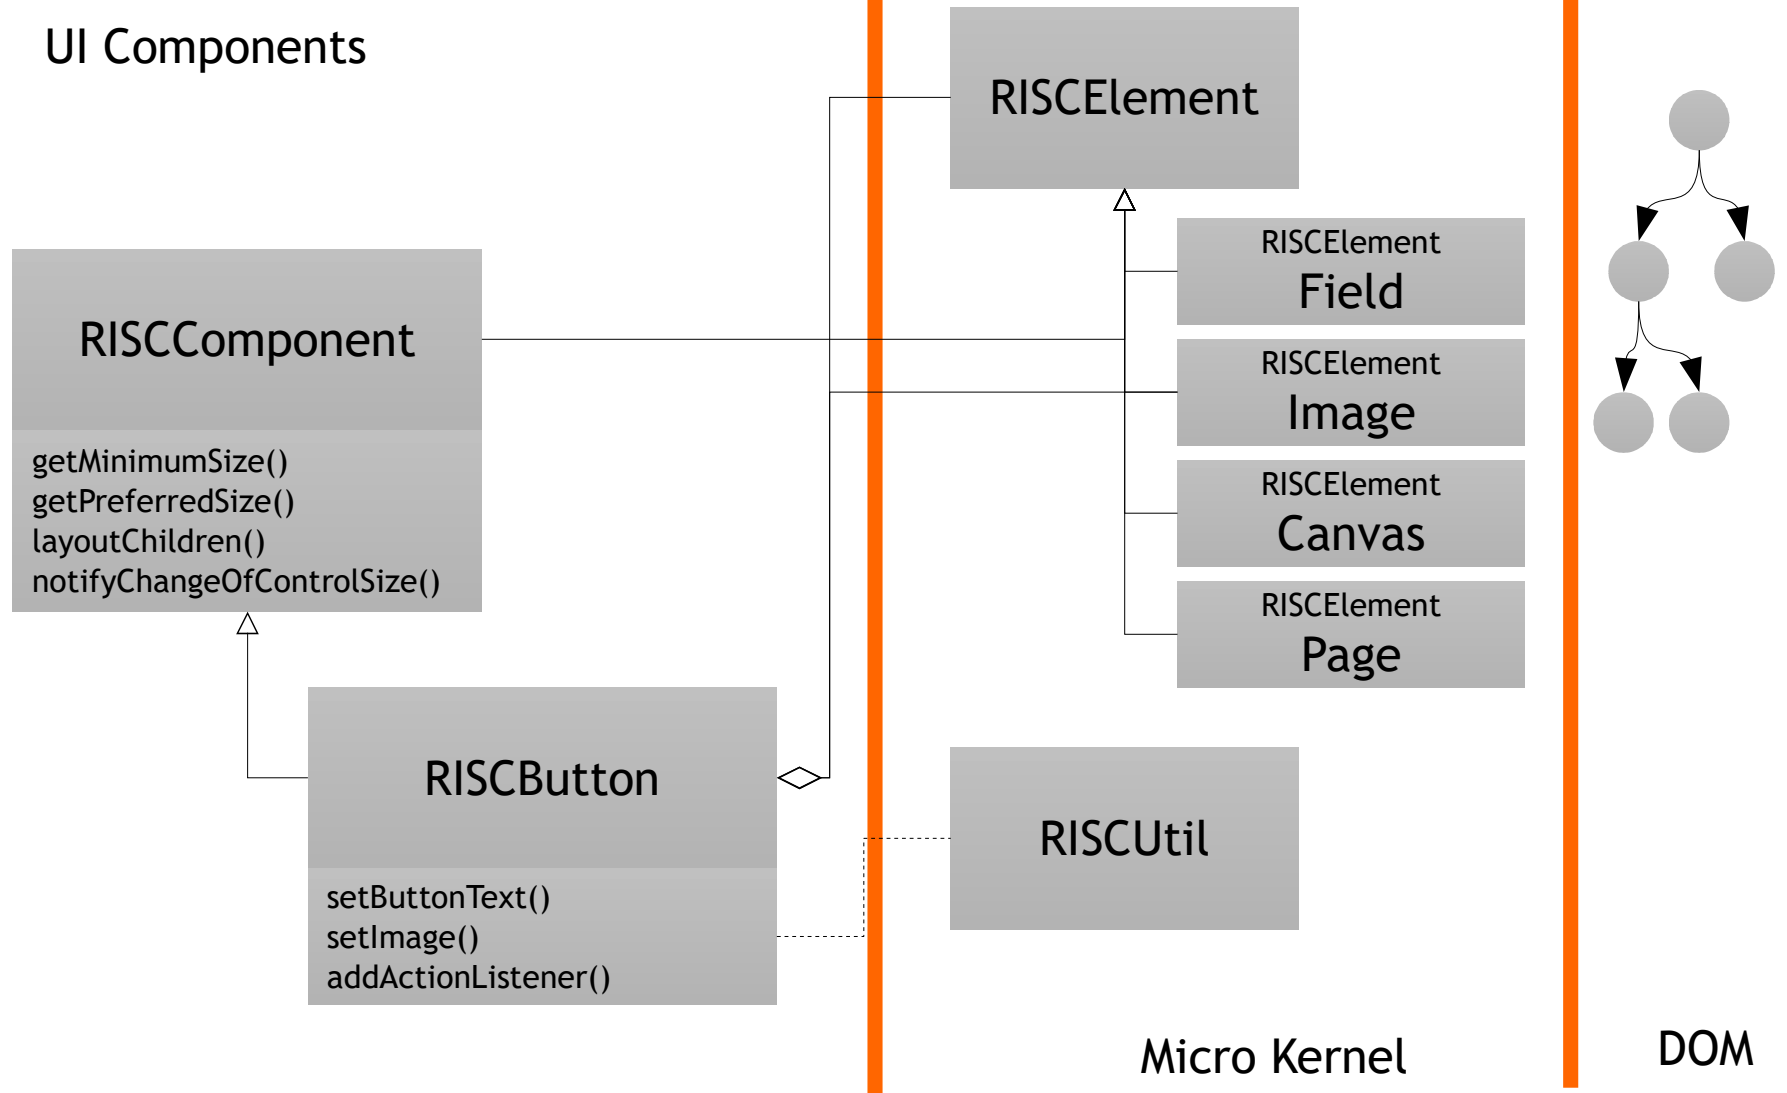 UI Components
RISCElement
RISCElement
Field
RISCComponent
RISCElement
Image
getMinimumSize()
getPreferredSize()
layoutChildren()
notifyChangeOfControlSize()
RISCElement
Canvas
RISCElement
Page
RISCButton
setButtonText()
setImage()
addActionListener()
RISCUtil
Micro Kernel
DOM